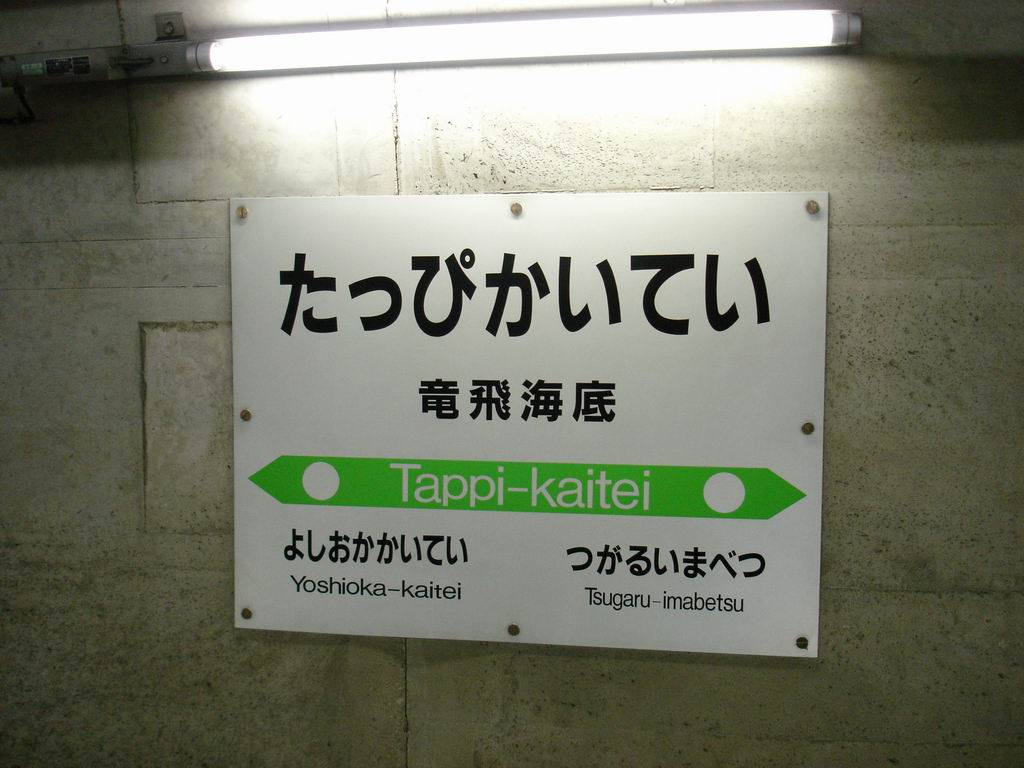 たっぴかいてい
竜飛海底
Tappi-kaitei
よしおかかいてい
Yoshioka-kaitei
つがるいまべつ
Tsugaru-imabetsu